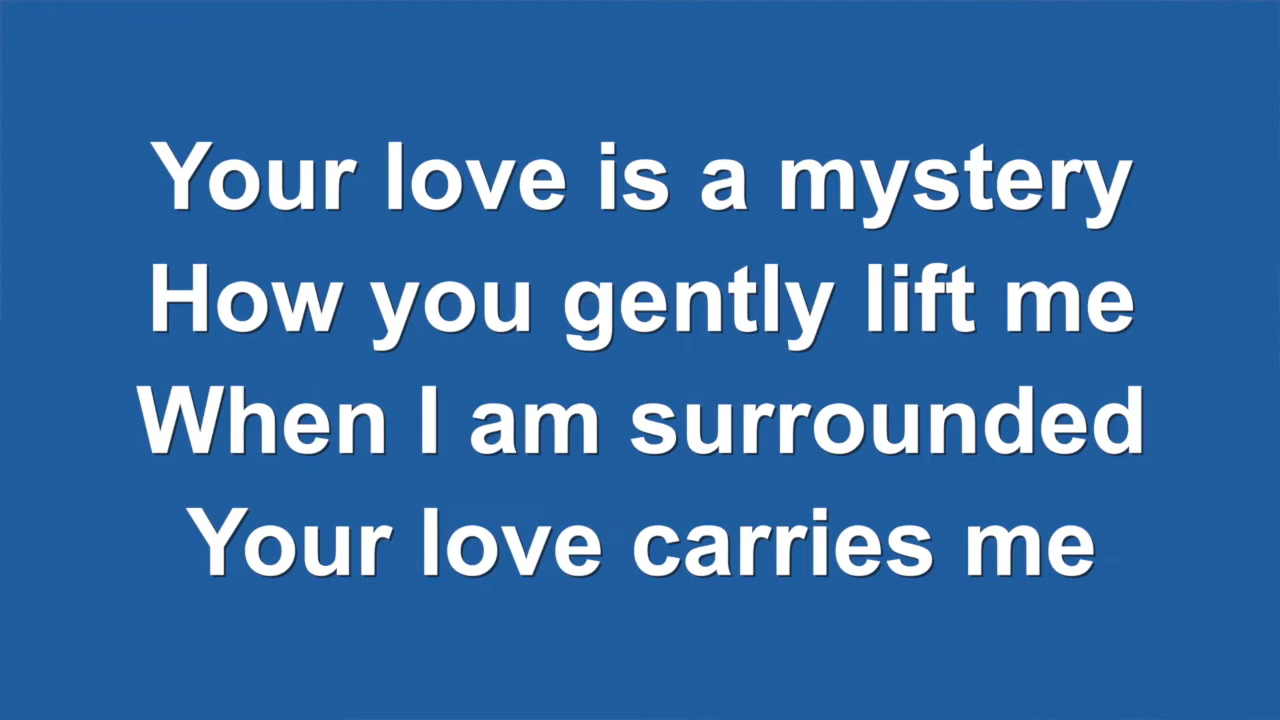 Your love is a mystery
How you gently lift me
When I am surrounded
Your love carries me